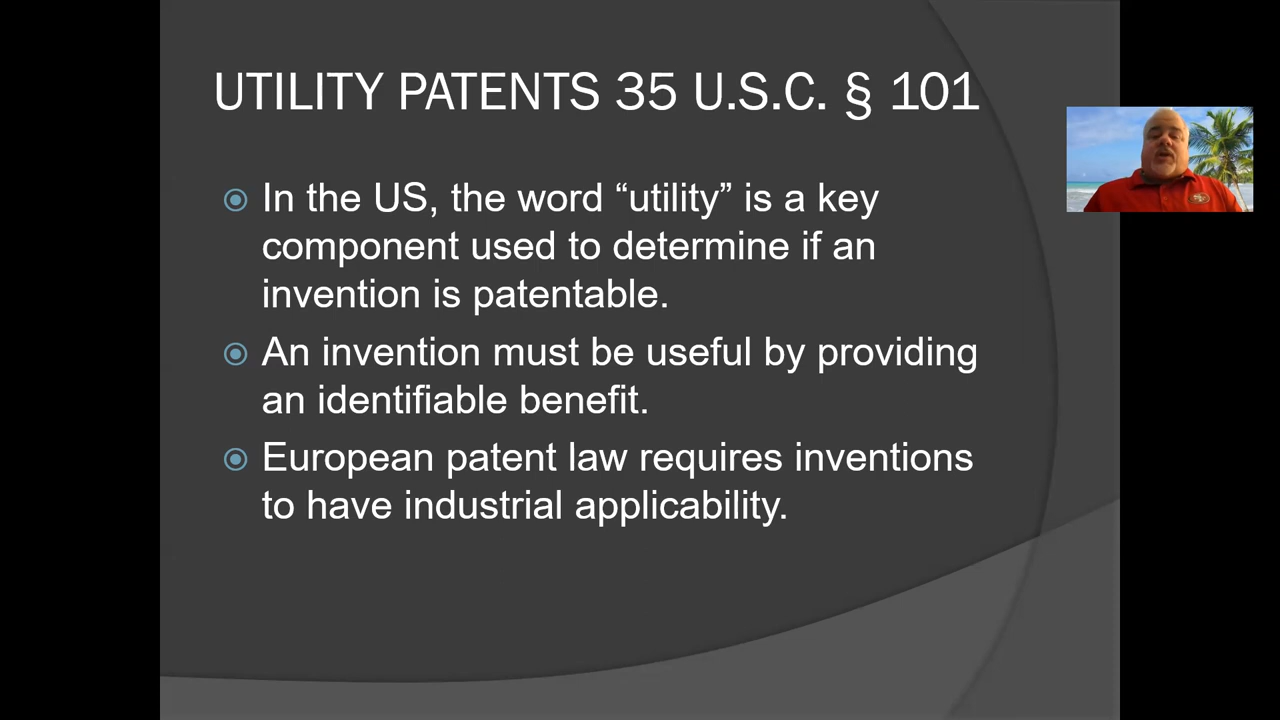 UTILITY PATENTS 35 U.S.C. § 101
In the US, the word “utility” is a key
component used to determine if an
invention is patentable.
An invention must be useful by providing
an identifiable benefit.
European patent law requires inventions
to have industrial applicability.